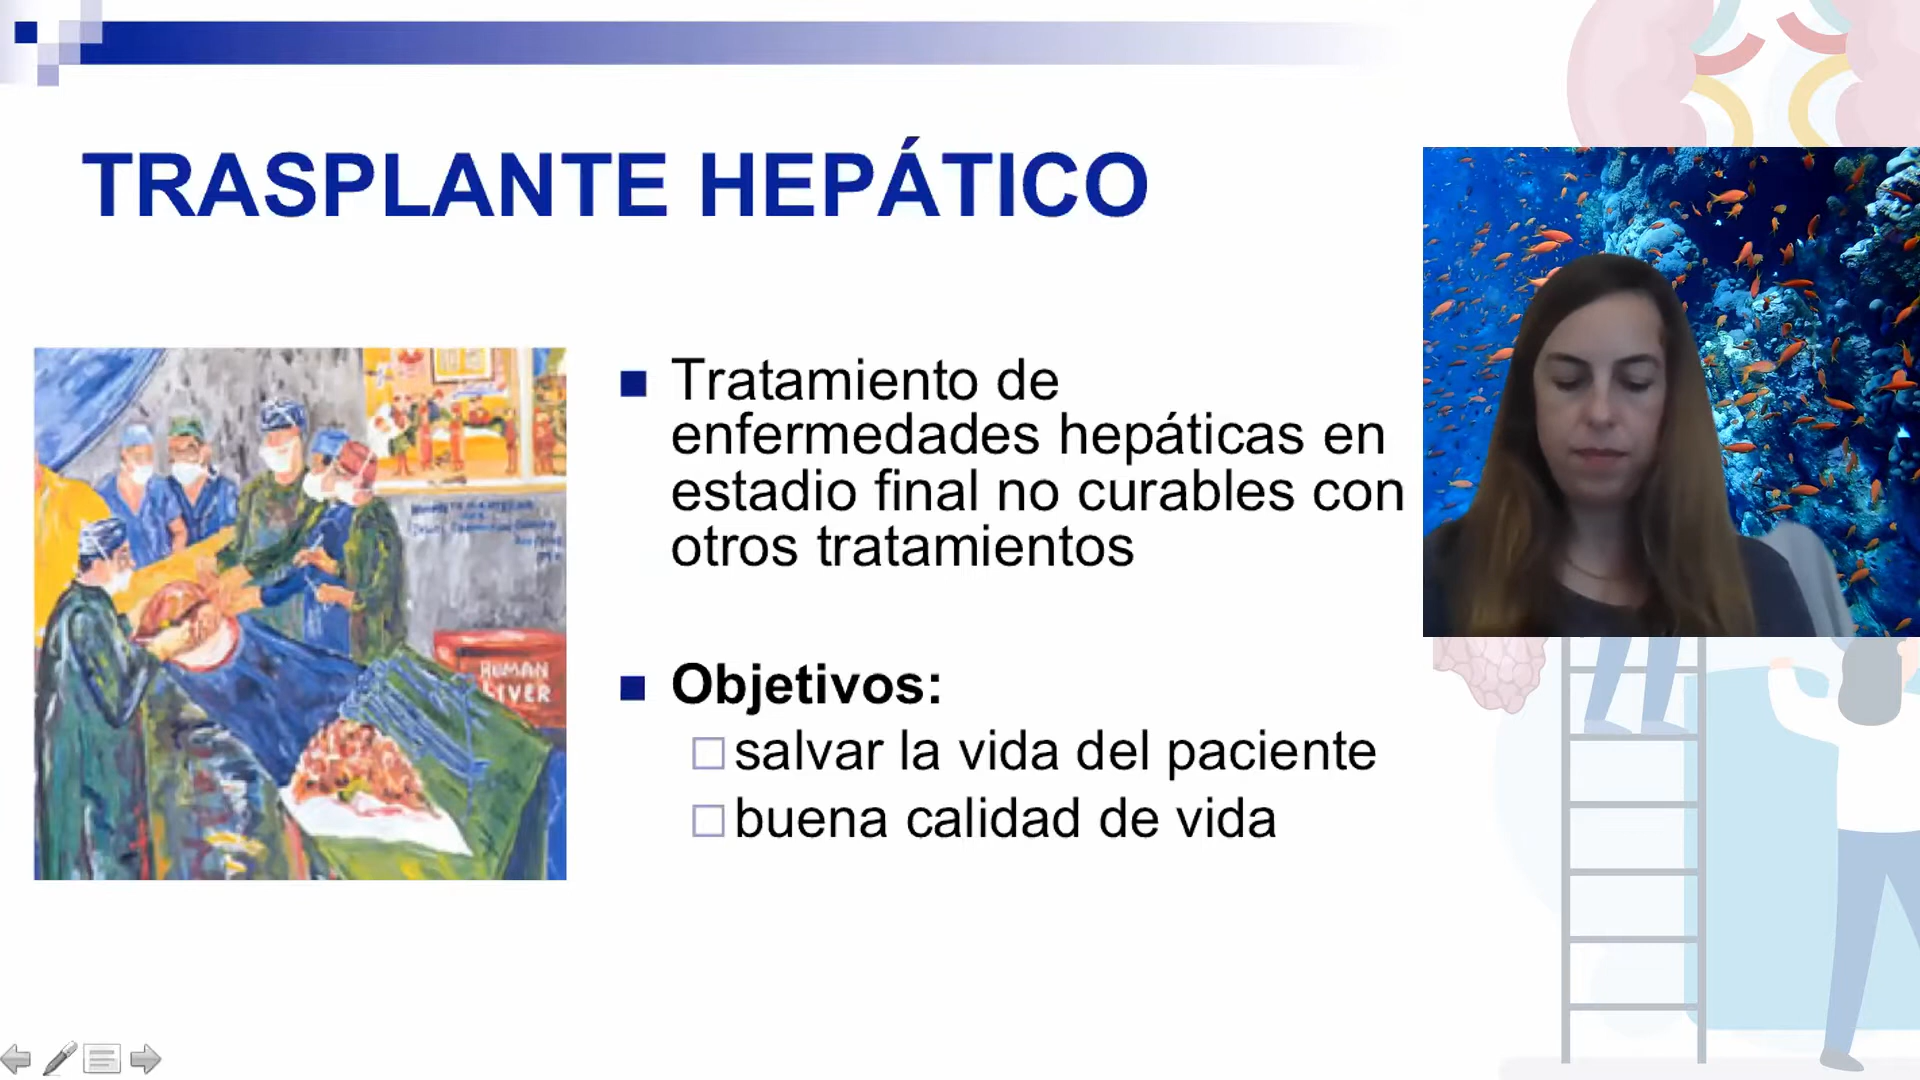 TRASPLANTE HEPÁTICO
Tratamiento de
enfermedades hepáticas en
estadio final no curables con
otros tratamientos
Objetivos:
salvar la vida del paciente
buena calidad de vida
HUMAN
LIVER